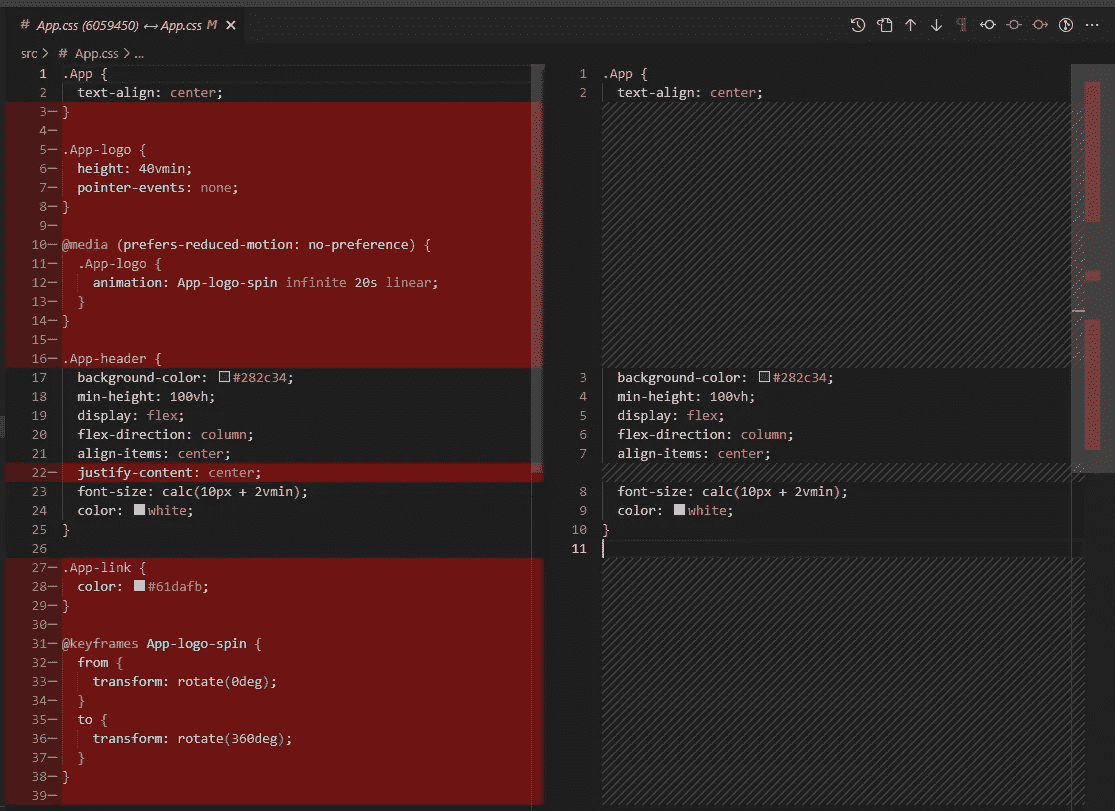 # App.css (6059450) ↔ App.css M ×
src > # App.css > ...
1 .App {
2 text-align: center;
3— }
4—
5— .App-logo {
6— height: 40vmin;
7— pointer-events: none;
8— }
9—
10— @media (prefers-reduced-motion: no-preference) {
11— .App-logo {
12— animation: App-logo-spin infinite 20s linear;
13— }
14— }
15—
16— .App-header {
17 background-color: #282c34;
18 min-height: 100vh;
19 display: flex;
20 flex-direction: column;
21 align-items: center;
22— justify-content: center;
23 font-size: calc(10px + 2vmin);
24 color: white;
25 }
26
27— .App-link {
28— color: #61dafb;
29— }
30—
31— @keyframes App-logo-spin {
32— from {
33— transform: rotate(0deg);
34— }
35— to {
36— transform: rotate(360deg);
37— }
38— }
39—
1 .App {
2 text-align: center;
3 background-color: #282c34;
4 min-height: 100vh;
5 display: flex;
6 flex-direction: column;
7 align-items: center;
8 font-size: calc(10px + 2vmin);
9 color: white;
10 }
11